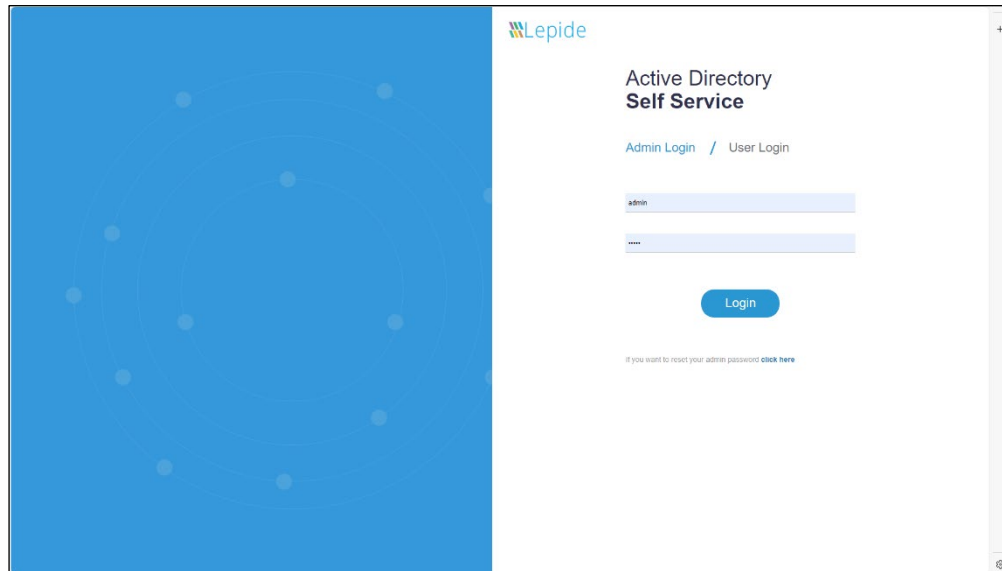 Lepide
Active Directory
Self Service
Admin Login / User Login
admin
•••••
Login
If you want to reset your admin password click here